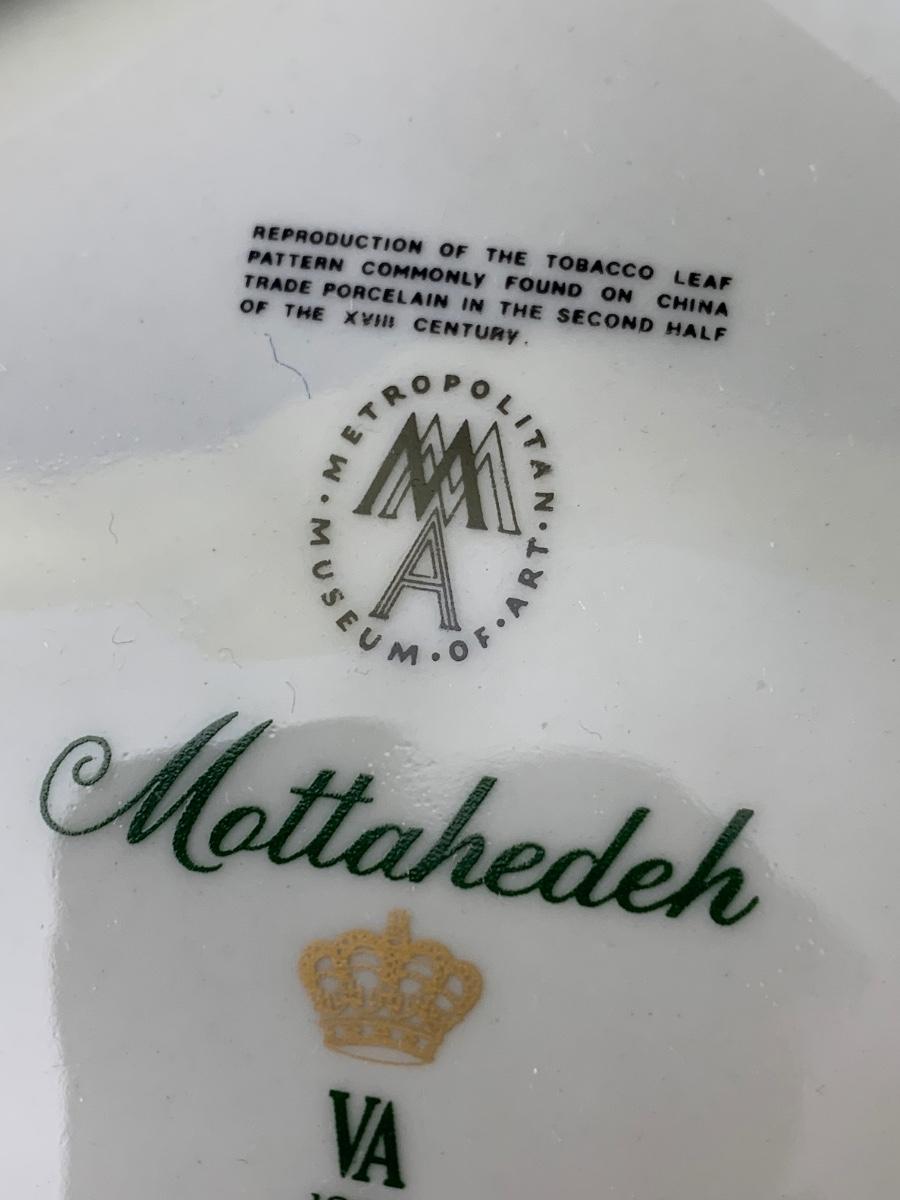 REPRODUCTION OF THE TOBACCO LEAF
PATTERN COMMONLY FOUND ON CHINA
TRADE PORCELAIN IN THE SECOND HALF
OF THE XVIII CENTURY.
METROPOLITAN · MUSEUM · OF · ART ·
MMA
Mottahedeh
VA